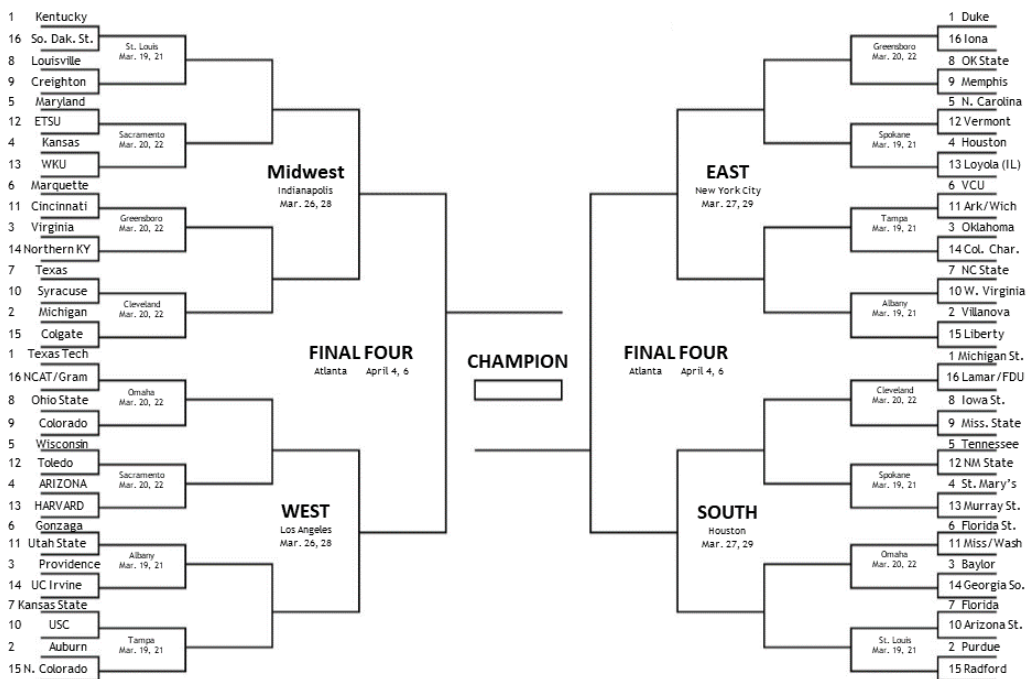 1 Kentucky
16 So. Dak. St.
St. Louis
Mar. 19, 21
8 Louisville
9 Creighton
5 Maryland
12 ETSU
Sacramento
Mar. 20, 22
4 Kansas
13 WKU
Midwest
Indianapolis
Mar. 26, 28
6 Marquette
11 Cincinnati
Greensboro
Mar. 20, 22
3 Virginia
14 Northern KY
7 Texas
10 Syracuse
Cleveland
Mar. 20, 22
2 Michigan
15 Colgate
1 Texas Tech
16 NCAT/Gram
Omaha
Mar. 20, 22
8 Ohio State
9 Colorado
5 Wisconsin
12 Toledo
Sacramento
Mar. 20, 22
4 ARIZONA
13 HARVARD
WEST
Los Angeles
Mar. 26, 28
6 Gonzaga
11 Utah State
Albany
Mar. 19, 21
3 Providence
14 UC Irvine
7 Kansas State
10 USC
Tampa
Mar. 19, 21
2 Auburn
15 N. Colorado
FINAL FOUR
Atlanta April 4, 6
CHAMPION
FINAL FOUR
Atlanta April 4, 6
1 Duke
16 Iona
Greensboro
Mar. 20, 22
8 OK State
9 Memphis
5 N. Carolina
12 Vermont
Spokane
Mar. 19, 21
4 Houston
13 Loyola (IL)
EAST
New York City
Mar. 27, 29
6 VCU
11 Ark/Wich
Tampa
Mar. 19, 21
3 Oklahoma
14 Col. Char.
7 NC State
10 W. Virginia
Albany
Mar. 19, 21
2 Villanova
15 Liberty
1 Michigan St.
16 Lamar/FDU
Cleveland
Mar. 20, 22
8 Iowa St.
9 Miss. State
5 Tennessee
12 NM State
Spokane
Mar. 19, 21
4 St. Mary's
13 Murray St.
SOUTH
Houston
Mar. 27, 29
6 Florida St.
11 Miss/Wash
Omaha
Mar. 20, 22
3 Baylor
14 Georgia So.
7 Florida
10 Arizona St.
St. Louis
Mar. 19, 21
2 Purdue
15 Radford